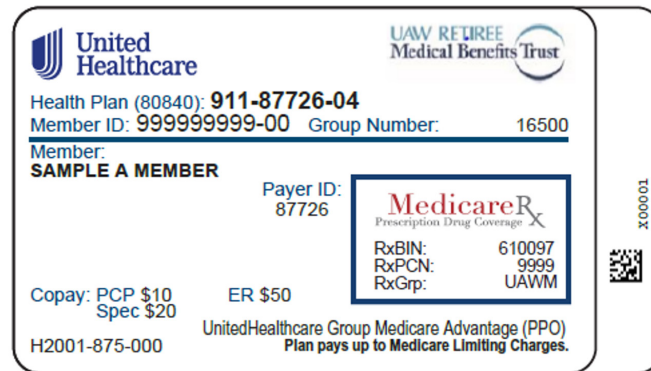 United
Healthcare
UAW RETIREE
Medical Benefits Trust
Health Plan (80840): 911-87726-04
Member ID: 999999999-00 Group Number: 16500
Member:
SAMPLE A MEMBER
Payer ID:
87726
MedicareRx
Prescription Drug Coverage
RxBIN: 610097
RxPCN: 9999
RxGrp: UAWM
Copay: PCP $10 ER $50
Spec $20
UnitedHealthcare Group Medicare Advantage (PPO)
H2001-875-000 Plan pays up to Medicare Limiting Charges.
X00001